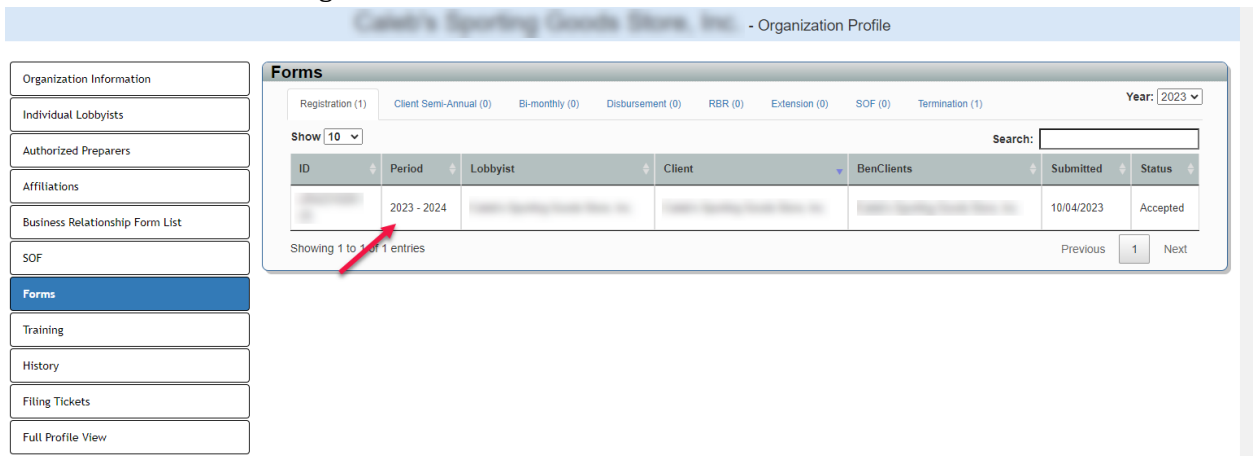 - Organization Profile
Organization Information
Individual Lobbyists
Authorized Preparers
Affiliations
Business Relationship Form List
SOF
Forms
Training
History
Filing Tickets
Full Profile View
Forms
Registration (1) Client Semi-Annual (0) Bi-monthly (0) Disbursement (0) RBR (0) Extension (0) SOF (0) Termination (1) Year: 2023
Show 10 Search:
ID Period Lobbyist Client BenClients Submitted Status
2023 - 2024 10/04/2023 Accepted
Showing 1 to 1 of 1 entries Previous 1 Next